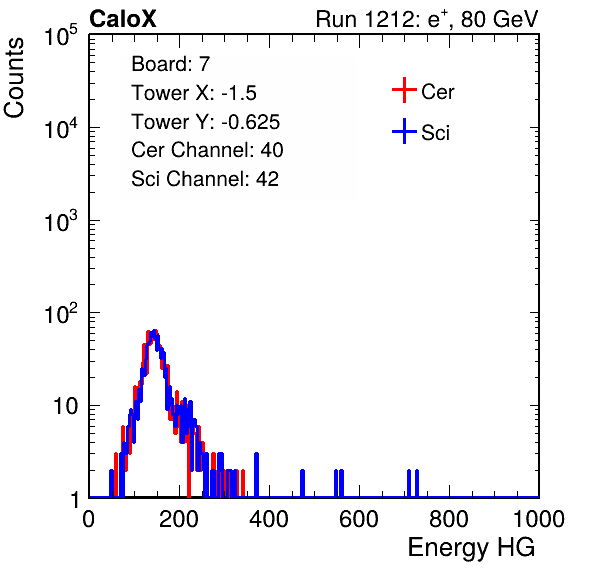 CaloX Run 1212: e⁺, 80 GeV
Counts
10⁵
10⁴
10³
10²
10
1
Board: 7
Tower X: -1.5
Tower Y: -0.625
Cer Channel: 40
Sci Channel: 42
Cer
Sci
0 200 400 600 800 1000
Energy HG